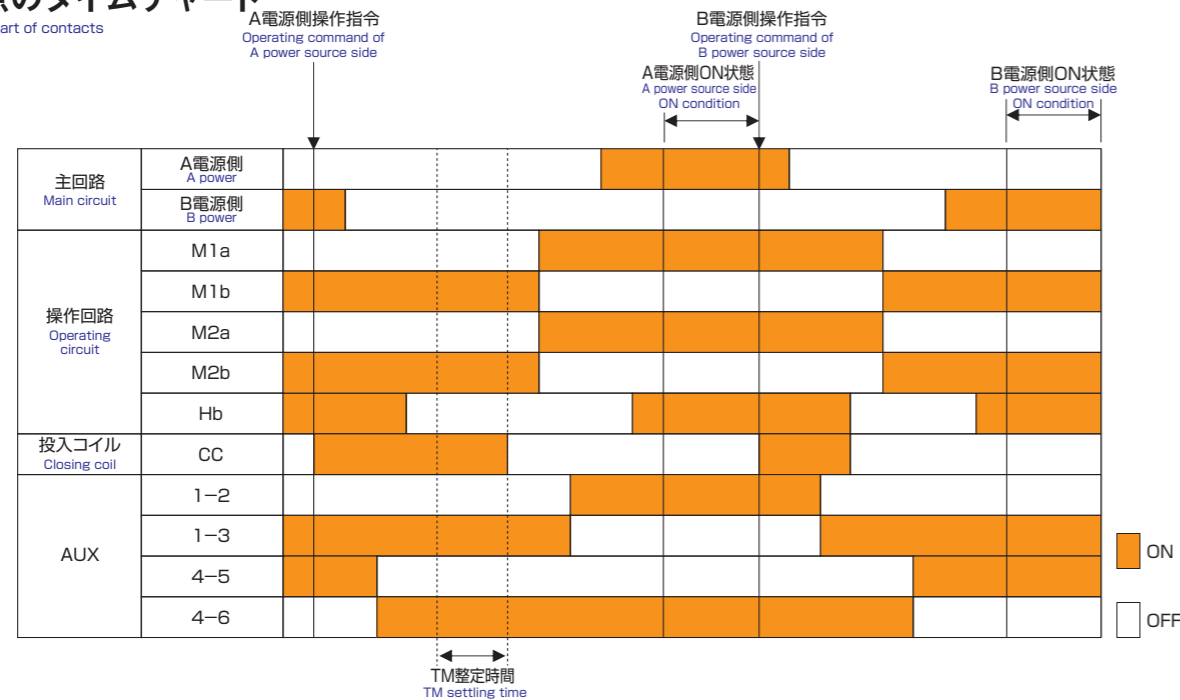 点のタイムチャート
art of contacts
A電源側操作指令
Operating command of
A power source side
B電源側操作指令
Operating command of
B power source side
A電源側ON状態
A power source side
ON condition
B電源側ON状態
B power source side
ON condition
主回路
Main circuit
A電源側
A power
B電源側
B power
操作回路
Operating
circuit
M1a
M1b
M2a
M2b
Hb
投入コイル
Closing coil
CC
AUX
1−2
1−3
4−5
4−6
ON
OFF
TM整定時間
TM settling time